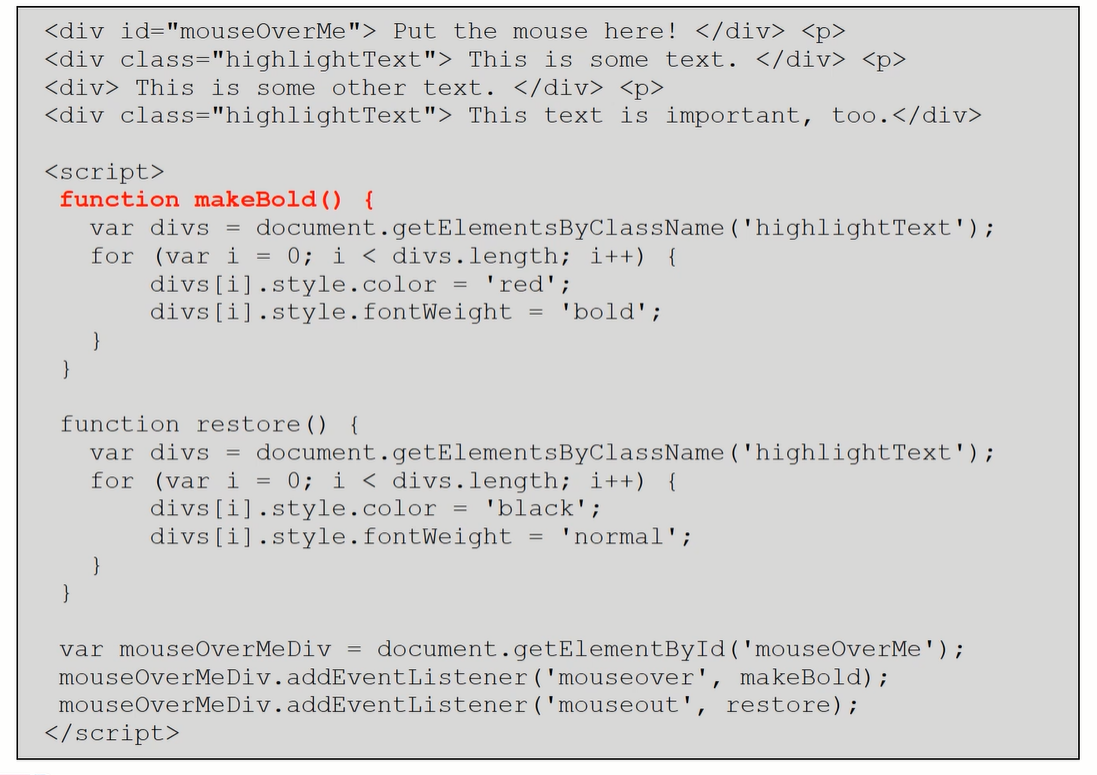 <div id="mouseOverMe"> Put the mouse here! </div> <p>
<div class="highlightText"> This is some text. </div> <p>
<div> This is some other text. </div> <p>
<div class="highlightText"> This text is important, too.</div>

<script>
 function makeBold() {
   var divs = document.getElementsByClassName('highlightText');
   for (var i = 0; i < divs.length; i++) {
       divs[i].style.color = 'red';
       divs[i].style.fontWeight = 'bold';
   }
 }

 function restore() {
   var divs = document.getElementsByClassName('highlightText');
   for (var i = 0; i < divs.length; i++) {
       divs[i].style.color = 'black';
       divs[i].style.fontWeight = 'normal';
   }
 }

 var mouseOverMeDiv = document.getElementById('mouseOverMe');
 mouseOverMeDiv.addEventListener('mouseover', makeBold);
 mouseOverMeDiv.addEventListener('mouseout', restore);
</script>